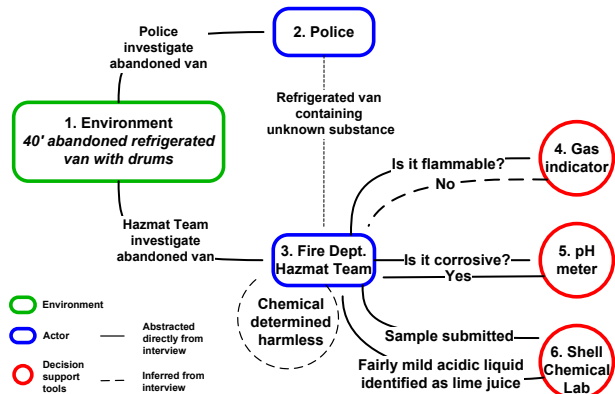 Police
investigate
abandoned van
2. Police
1. Environment
40' abandoned refrigerated
van with drums
Refrigerated van
containing
unknown substance
4. Gas
indicator
Is it flammable?
No
Hazmat Team
investigate
abandoned van
3. Fire Dept.
Hazmat Team
Is it corrosive?
Yes
5. pH
meter
Chemical
determined
harmless
Sample submitted
Fairly mild acidic liquid
identified as lime juice
6. Shell
Chemical
Lab
Environment
Actor
Abstracted
directly from
interview
Decision
support
tools
Inferred from
interview